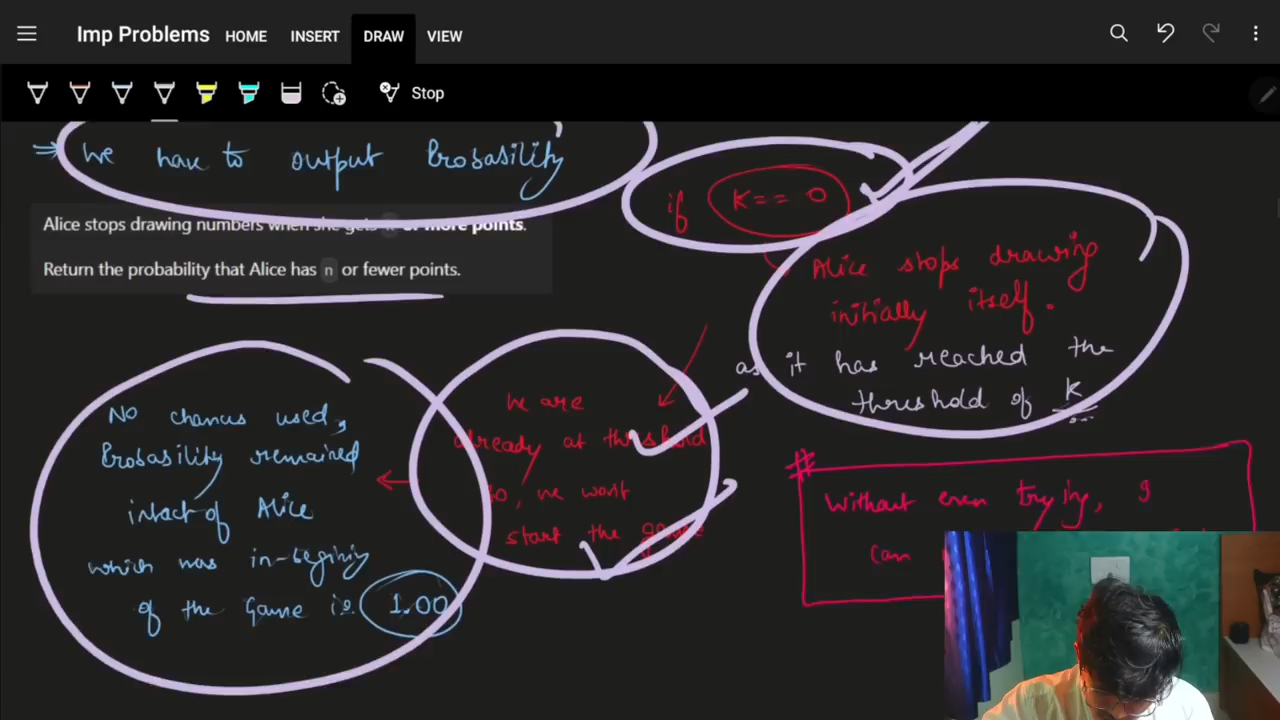 Imp Problems HOME INSERT DRAW VIEW
Stop
⇒ We have to output Probability
Alice stops drawing numbers when she gets k or more points.
Return the probability that Alice has n or fewer points.
if K == 0
Alice stops drawing
initially itself.
as it has reached the
threshold of K
We are
already at threshold
so, we wont
start the game
No chances used,
Probability remained
intact of Alice
which was in-begining
of the Game is 1.00
#
Without even trying, I
can